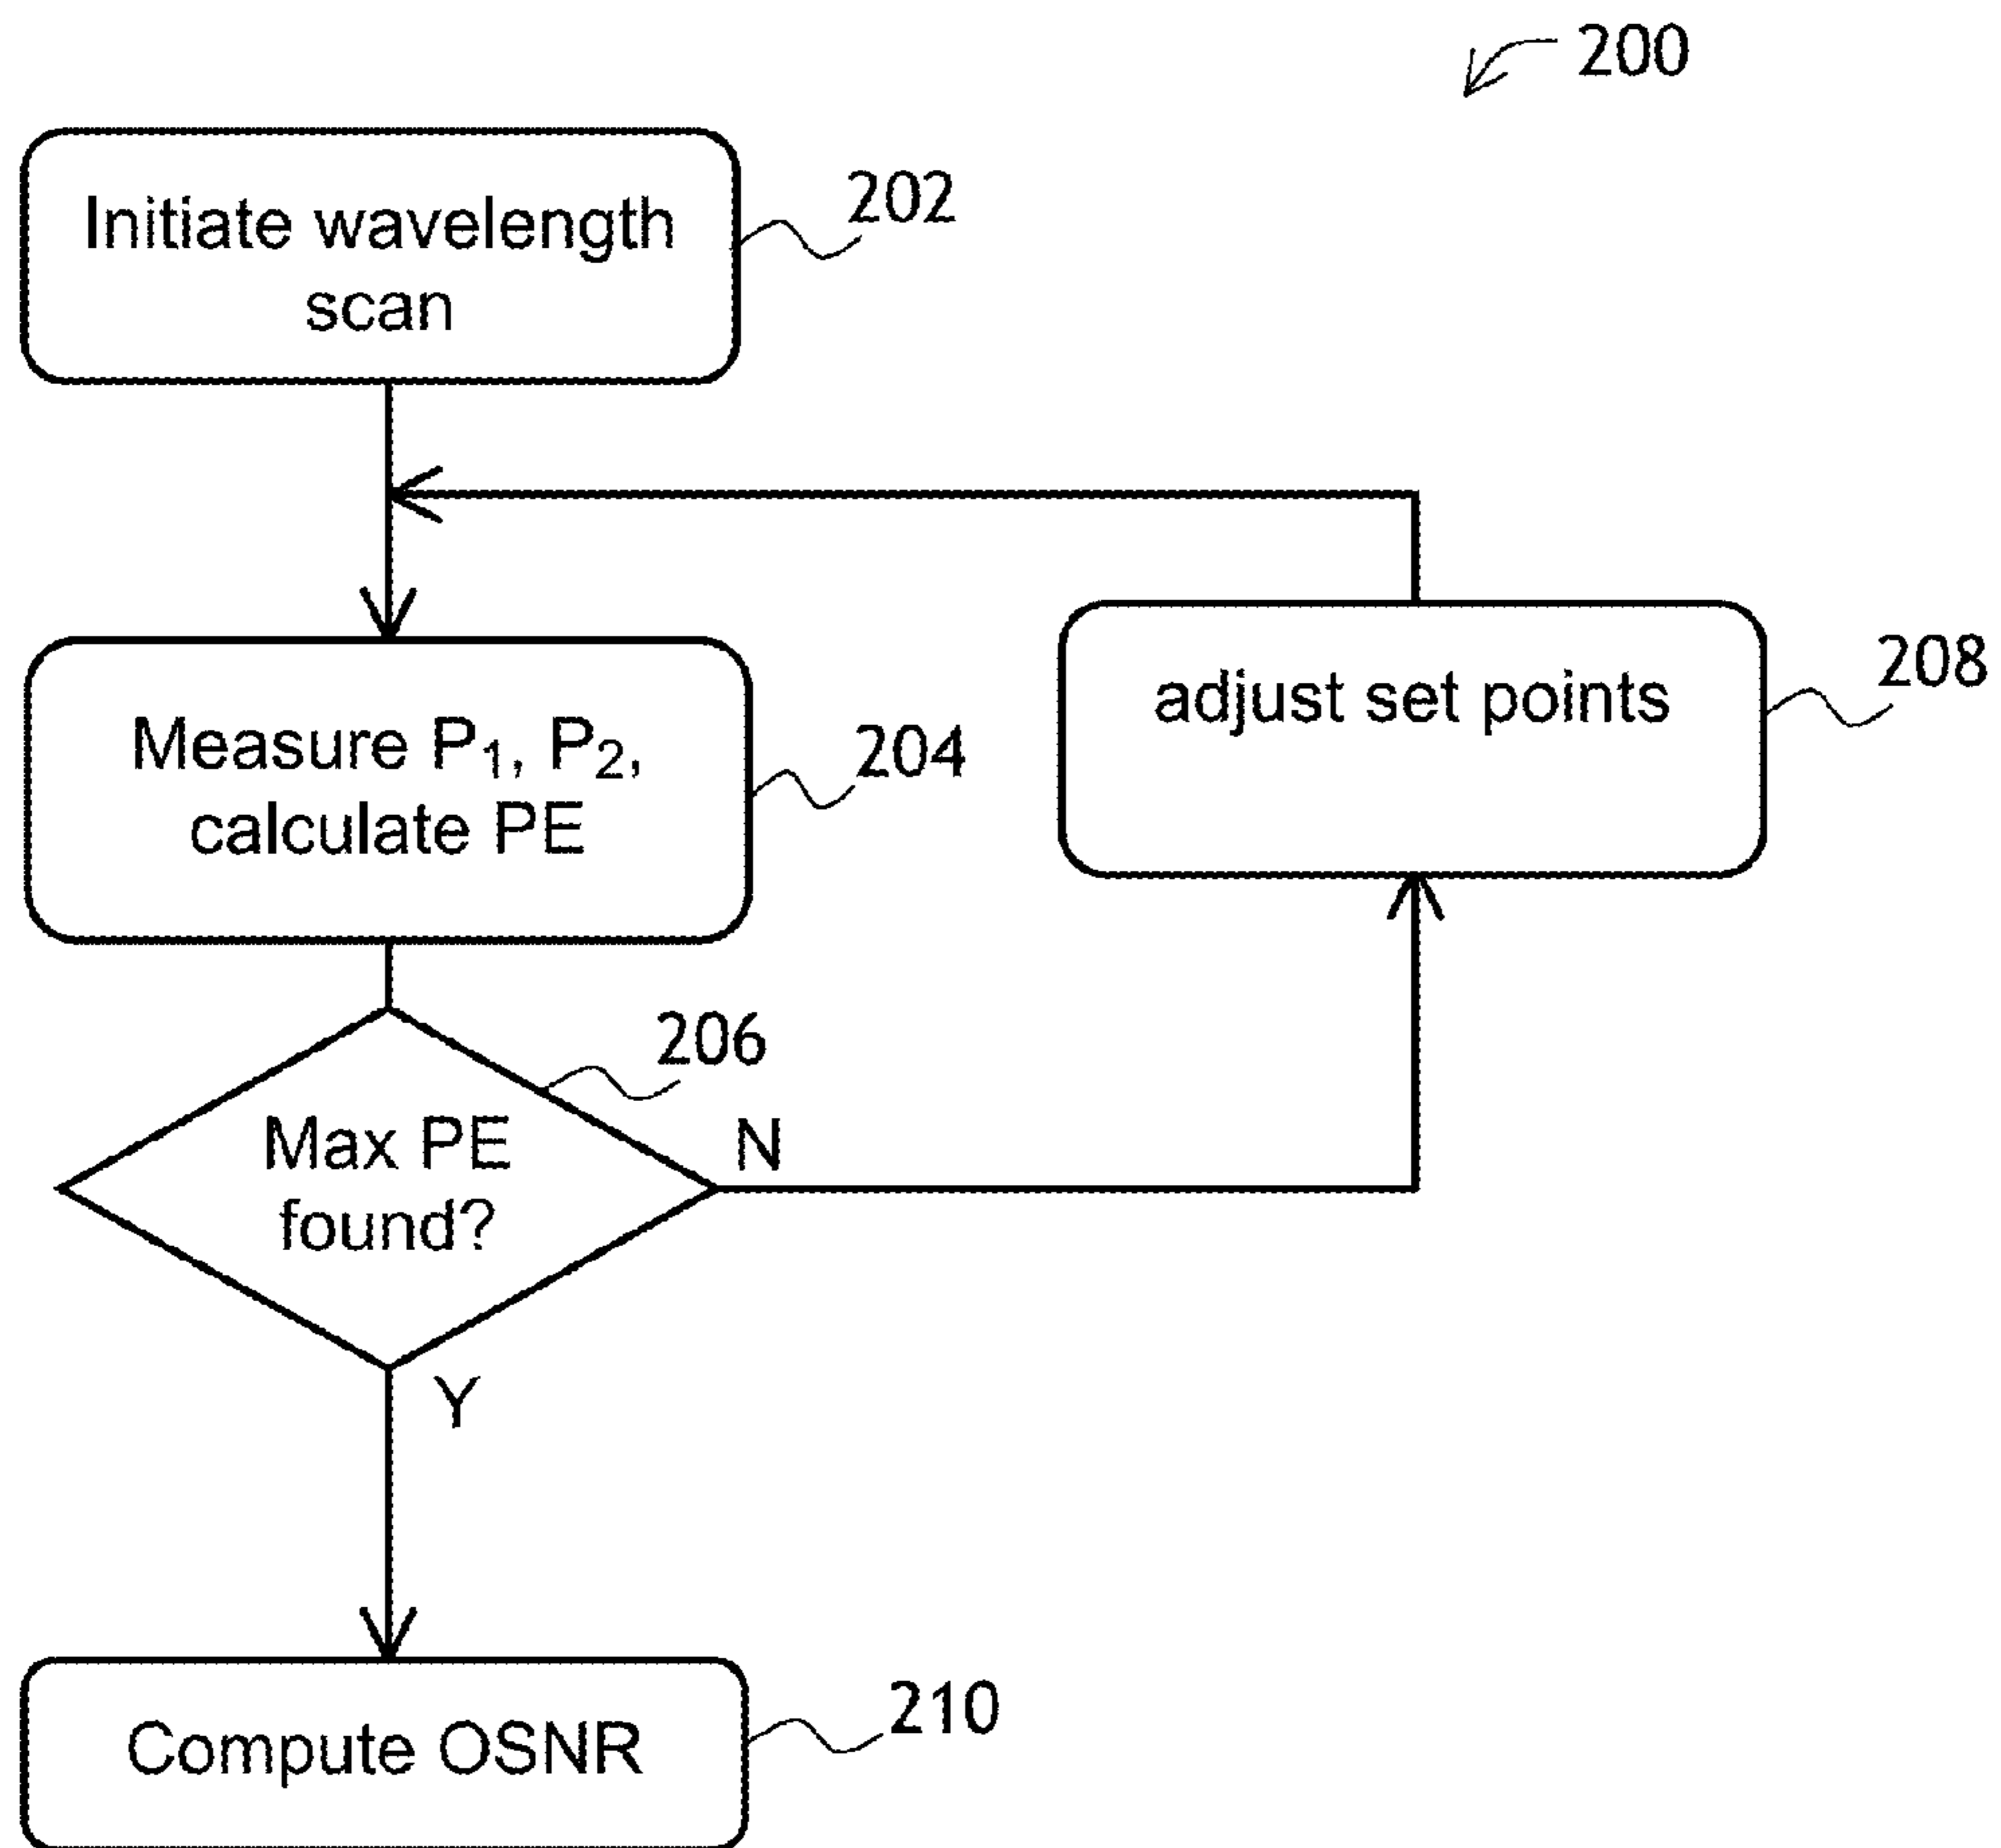 200
Initiate wavelength
scan
202
Measure P₁, P₂,
calculate PE
204
adjust set points
208
206
Max PE
found?
N
Y
Compute OSNR
210